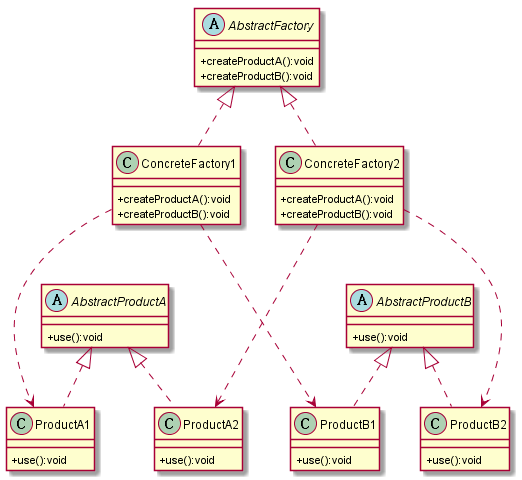 A AbstractFactory
+createProductA():void
+createProductB():void
C ConcreteFactory1
+createProductA():void
+createProductB():void
C ConcreteFactory2
+createProductA():void
+createProductB():void
A AbstractProductA
+use():void
A AbstractProductB
+use():void
C ProductA1
+use():void
C ProductA2
+use():void
C ProductB1
+use():void
C ProductB2
+use():void